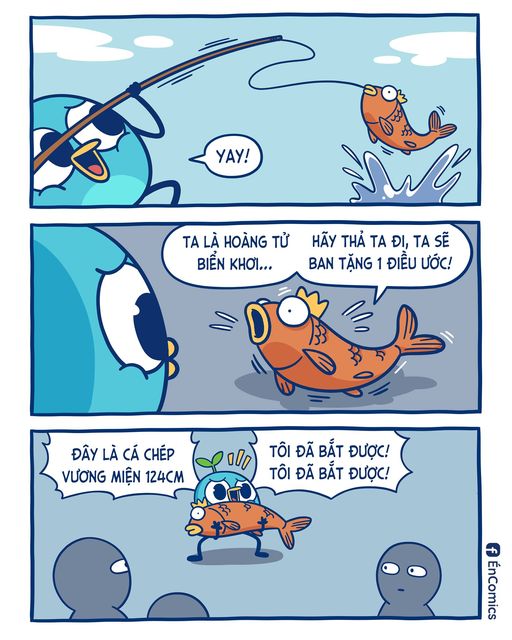 YAY!
TA LÀ HOÀNG TỬ
BIỂN KHƠI...
HÃY THẢ TA ĐI, TA SẼ
BAN TẶNG 1 ĐIỀU ƯỚC!
ĐÂY LÀ CÁ CHÉP
VƯƠNG MIỆN 124CM
TÔI ĐÃ BẮT ĐƯỢC!
TÔI ĐÃ BẮT ĐƯỢC!
f ÉnComics